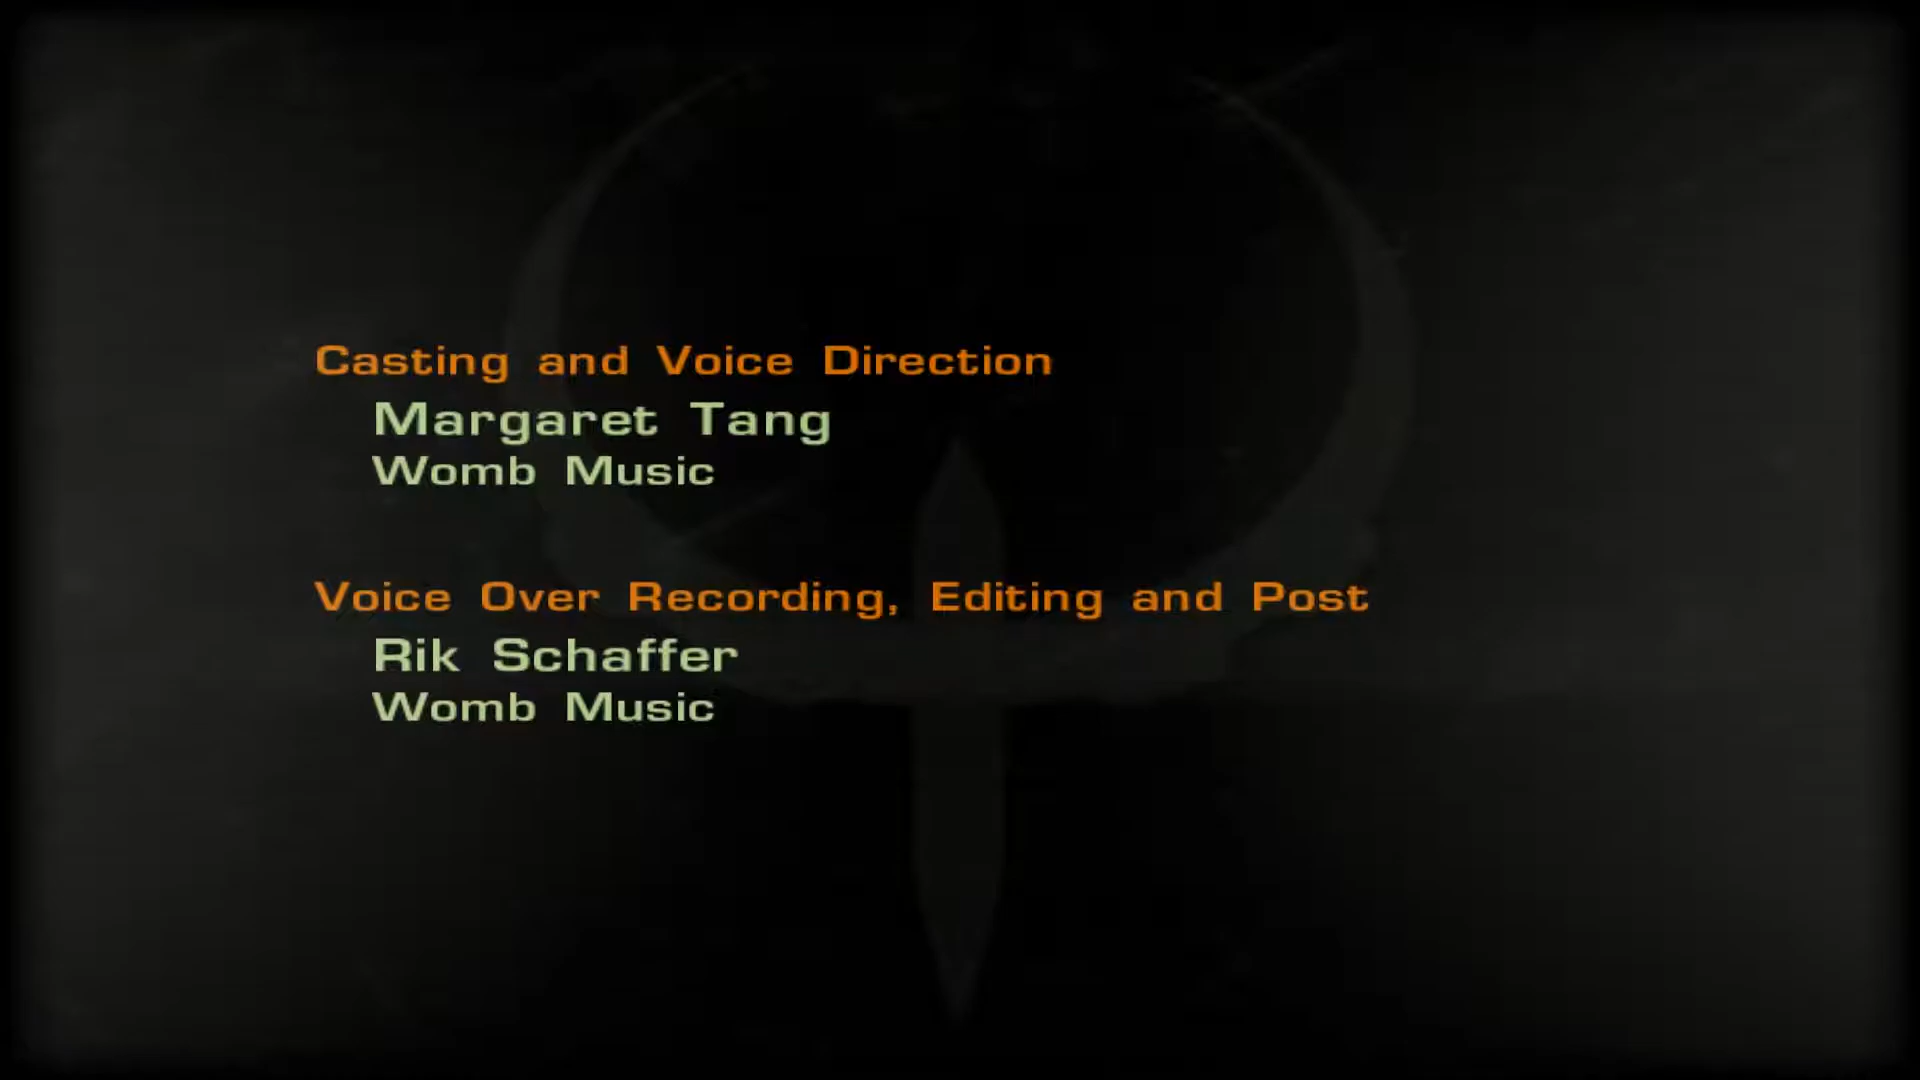 Casting and Voice Direction
Margaret Tang
Womb Music
Voice Over Recording, Editing and Post
Rik Schaffer
Womb Music